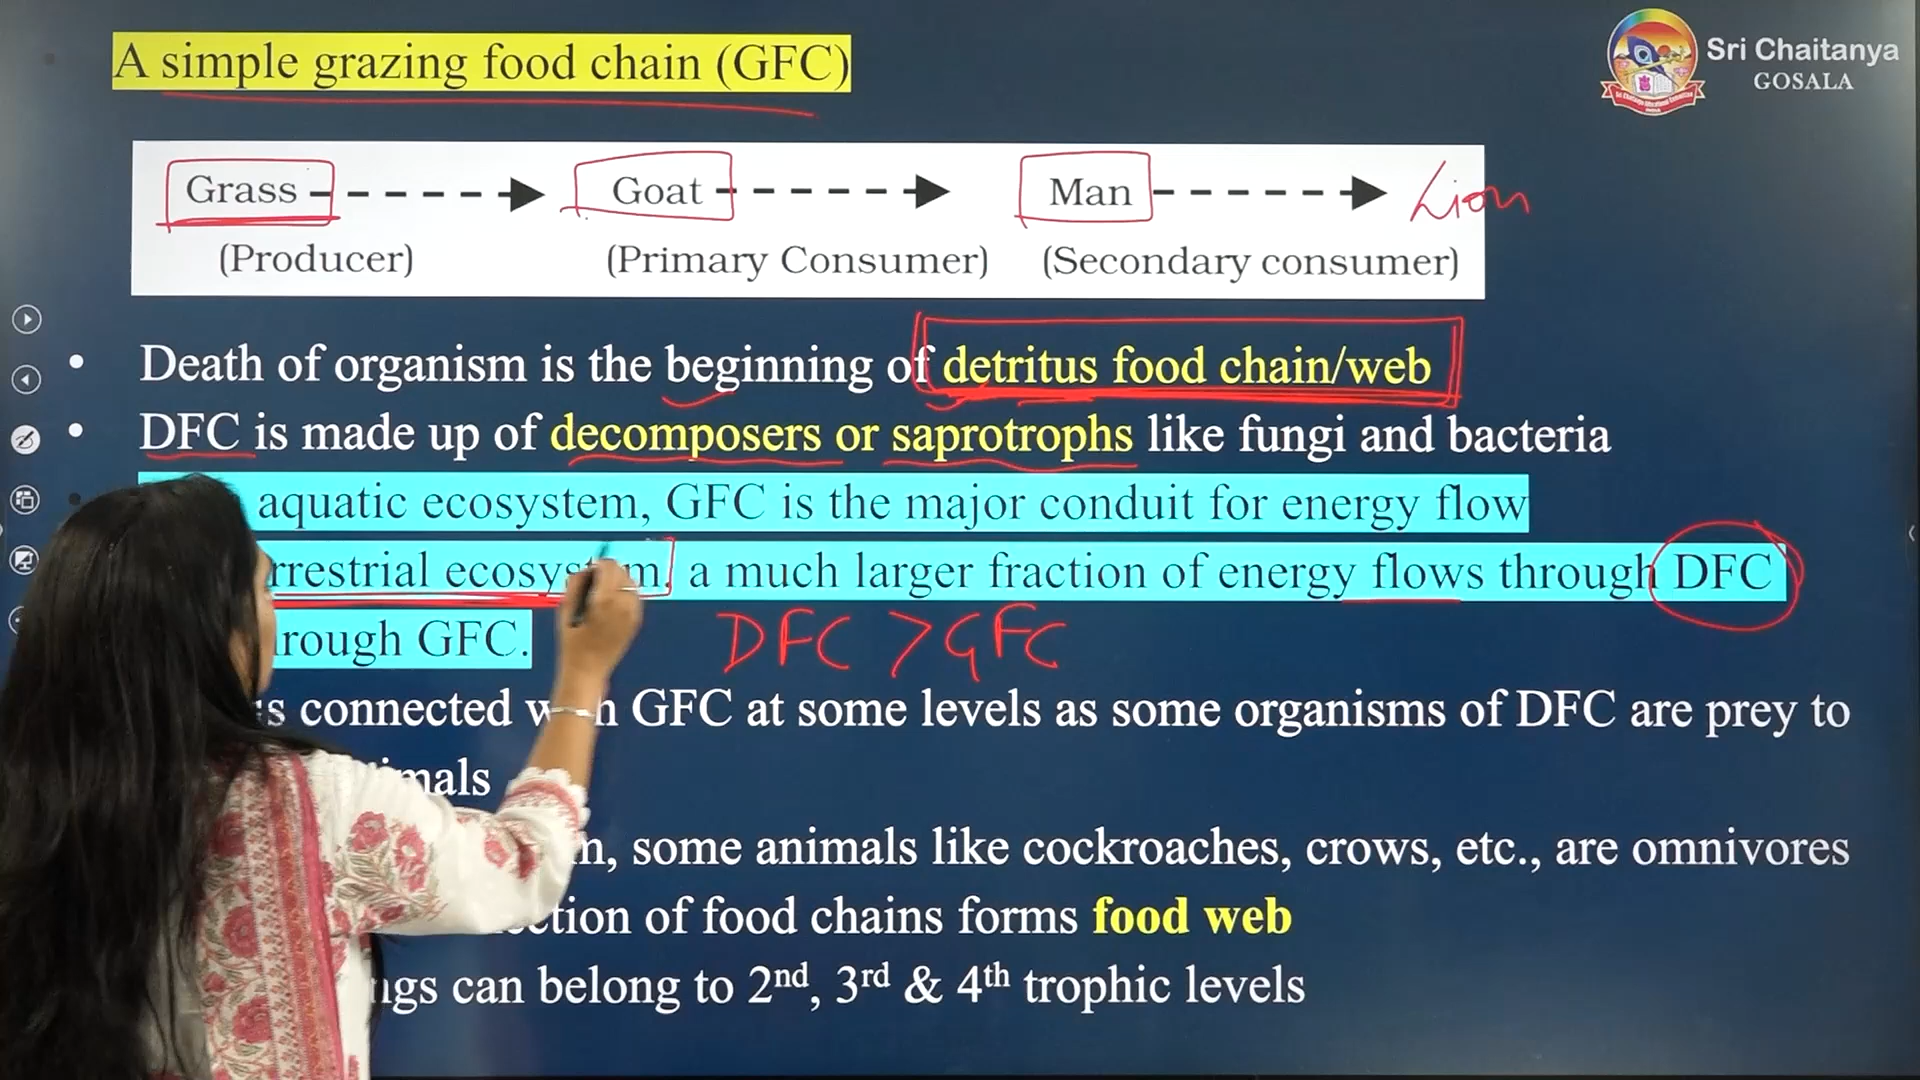 A simple grazing food chain (GFC)
Sri Chaitanya
GOSALA
Grass Goat Man Lion
(Producer) (Primary Consumer) (Secondary consumer)
• Death of organism is the beginning of detritus food chain/web
• DFC is made up of decomposers or saprotrophs like fungi and bacteria
aquatic ecosystem, GFC is the major conduit for energy flow
ecosystem, a much larger fraction of energy flows through DFC
GFC.
DFC > GFC
connected GFC at some levels as some organisms of DFC are prey to
some animals like cockroaches, crows, etc., are omnivores
of food chains forms food web
can belong to 2nd, 3rd & 4th trophic levels